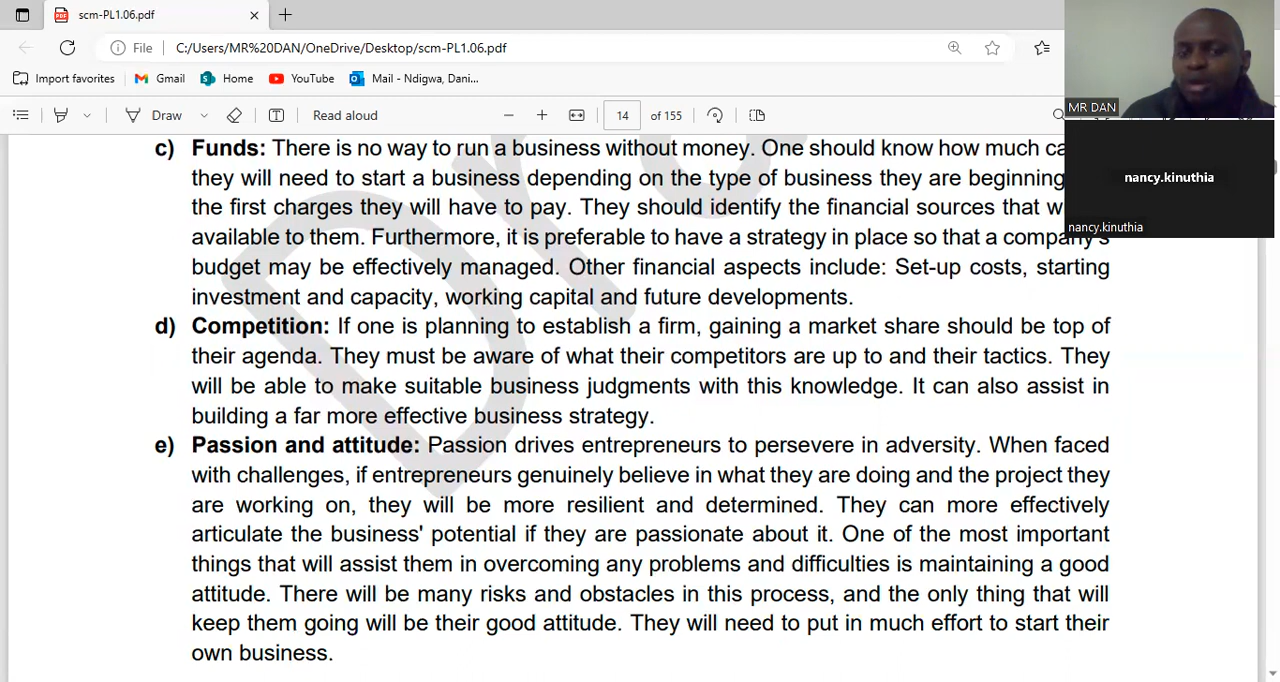 scm-PL1.06.pdf
File C:/Users/MR%20DAN/OneDrive/Desktop/scm-PL1.06.pdf
Import favorites Gmail Home YouTube Mail - Ndigwa, Dani...
Draw Read aloud 14 of 155
MR DAN
nancy.kinuthia
nancy.kinuthia
c) Funds: There is no way to run a business without money. One should know how much
they will need to start a business depending on the type of business they are beginning
the first charges they will have to pay. They should identify the financial sources that
available to them. Furthermore, it is preferable to have a strategy in place so that a company's
budget may be effectively managed. Other financial aspects include: Set-up costs, starting
investment and capacity, working capital and future developments.
d) Competition: If one is planning to establish a firm, gaining a market share should be top of
their agenda. They must be aware of what their competitors are up to and their tactics. They
will be able to make suitable business judgments with this knowledge. It can also assist in
building a far more effective business strategy.
e) Passion and attitude: Passion drives entrepreneurs to persevere in adversity. When faced
with challenges, if entrepreneurs genuinely believe in what they are doing and the project they
are working on, they will be more resilient and determined. They can more effectively
articulate the business' potential if they are passionate about it. One of the most important
things that will assist them in overcoming any problems and difficulties is maintaining a good
attitude. There will be many risks and obstacles in this process, and the only thing that will
keep them going will be their good attitude. They will need to put in much effort to start their
own business.